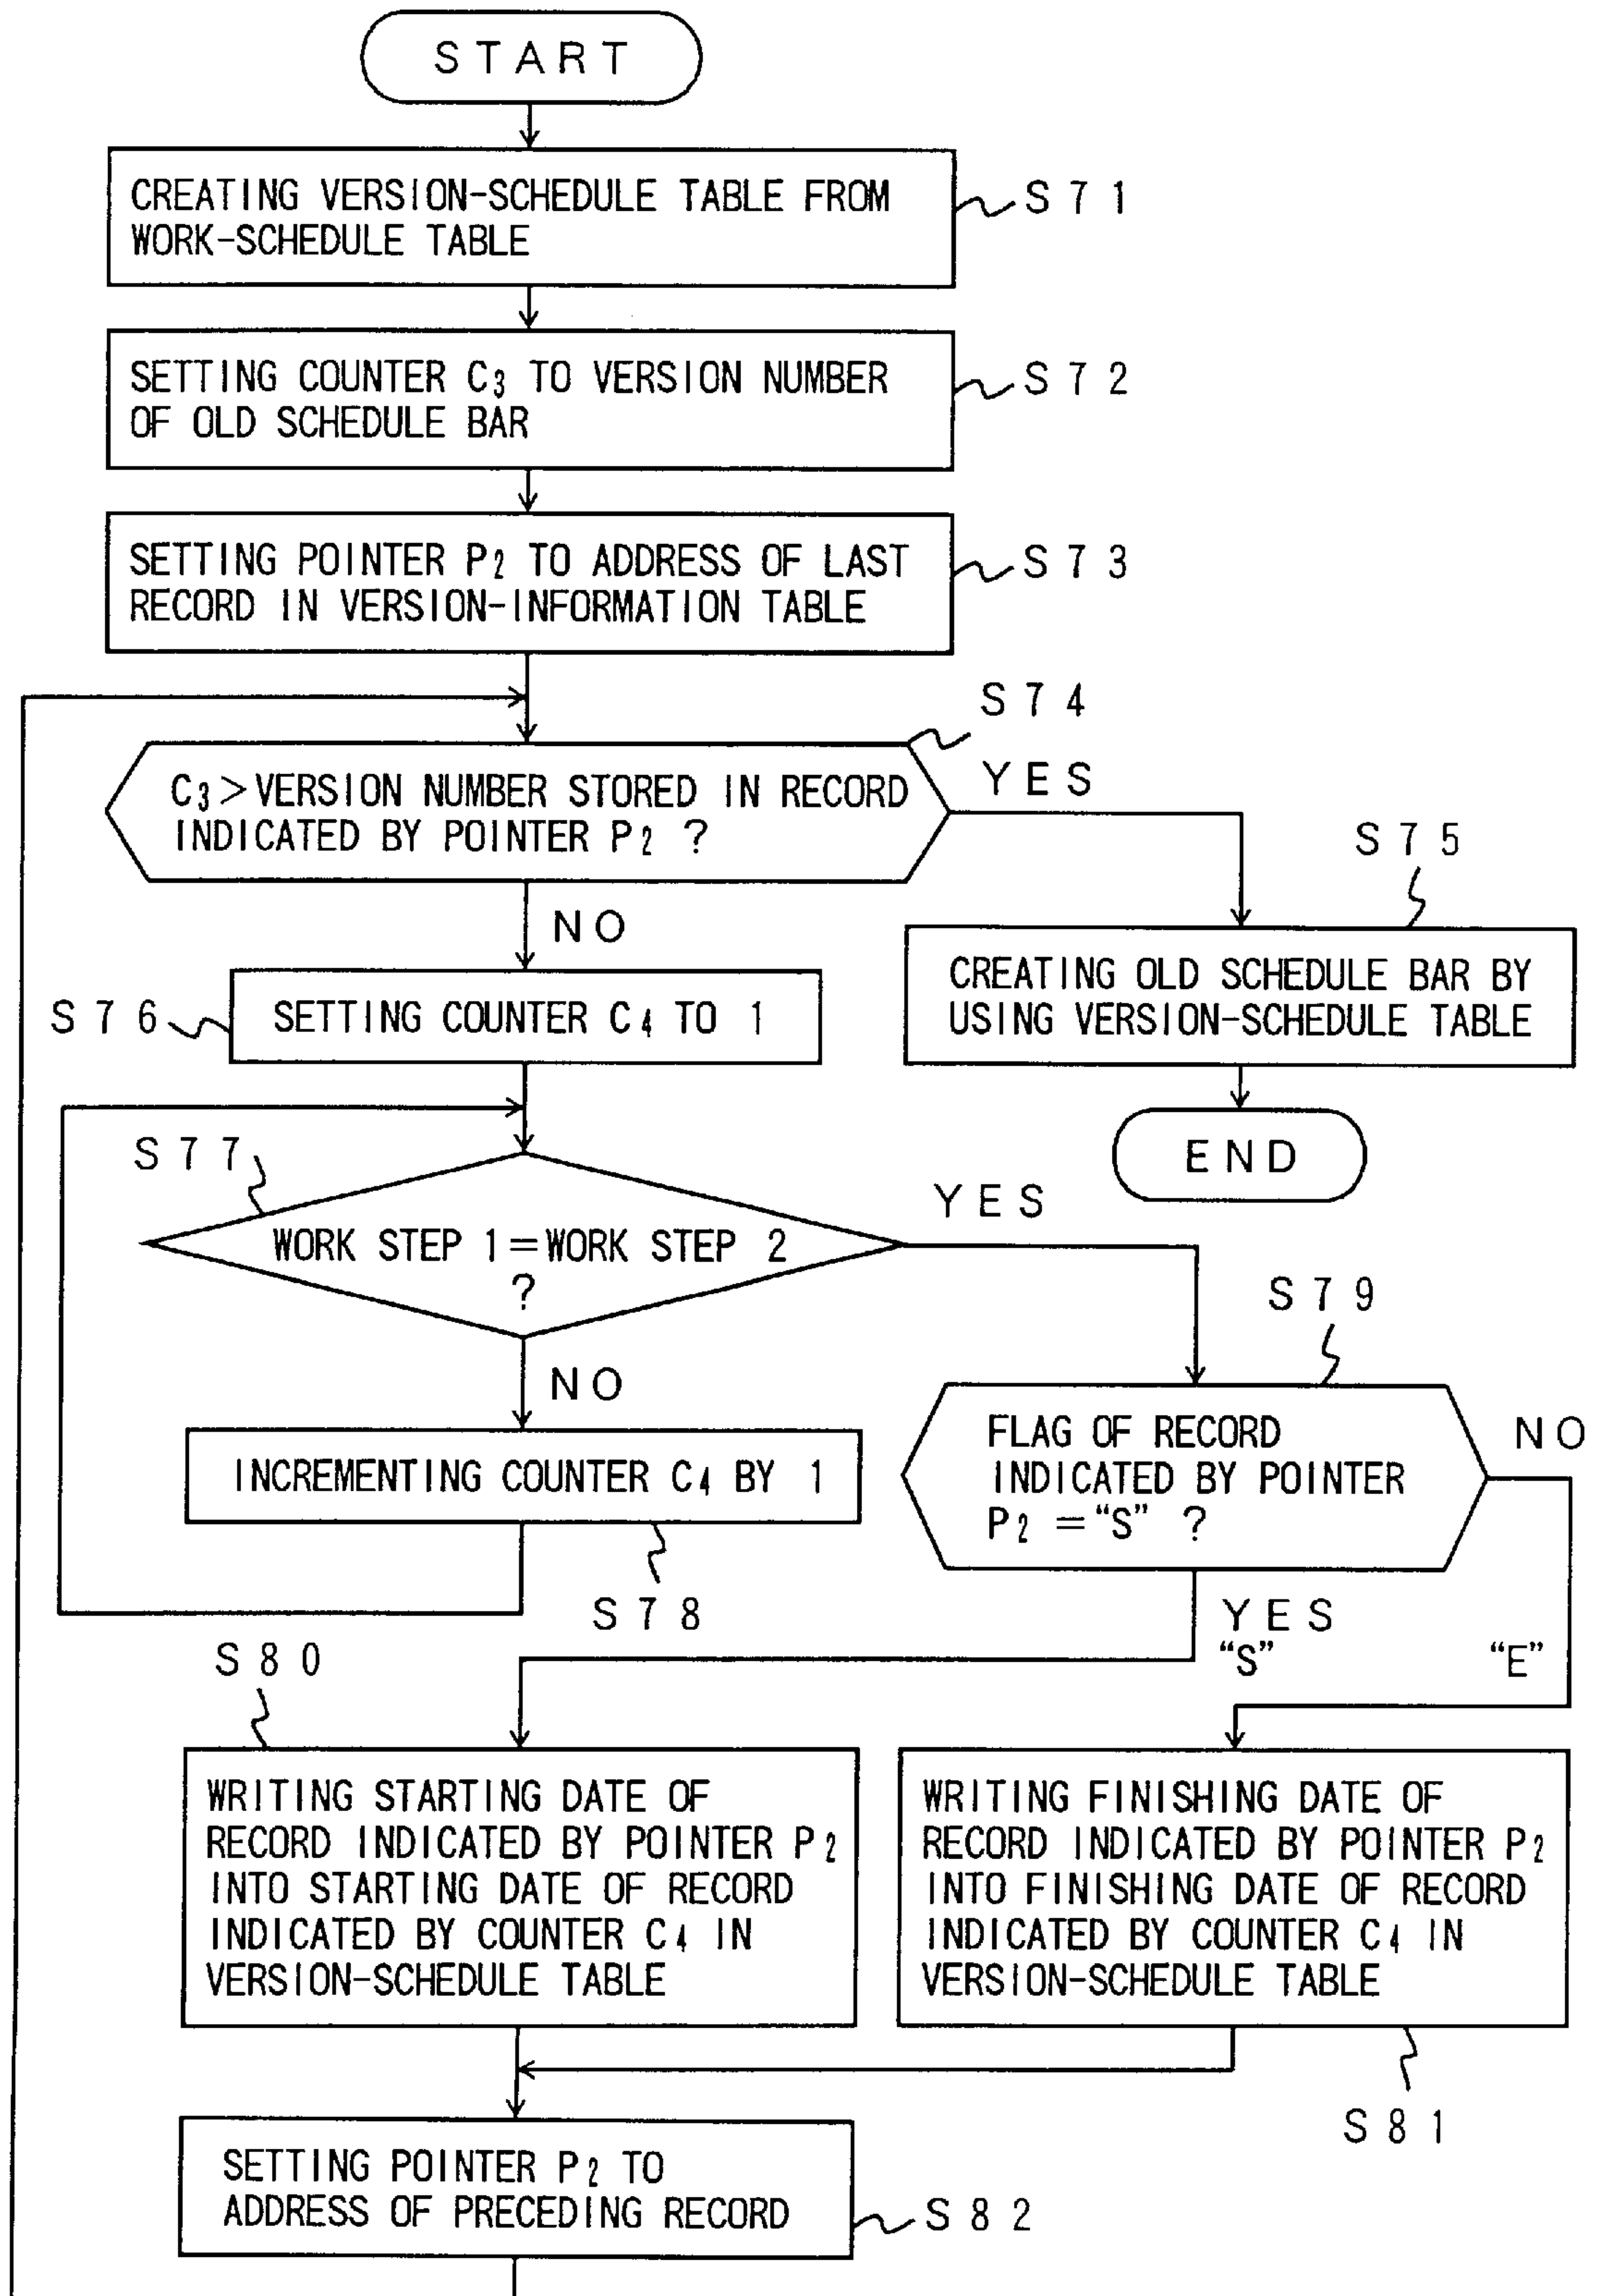 START
CREATING VERSION-SCHEDULE TABLE FROM
WORK-SCHEDULE TABLE
S71
SETTING COUNTER C3 TO VERSION NUMBER
OF OLD SCHEDULE BAR
S72
SETTING POINTER P2 TO ADDRESS OF LAST
RECORD IN VERSION-INFORMATION TABLE
S73
S74
C3>VERSION NUMBER STORED IN RECORD
INDICATED BY POINTER P2 ?
YES
NO
S75
CREATING OLD SCHEDULE BAR BY
USING VERSION-SCHEDULE TABLE
END
S76
SETTING COUNTER C4 TO 1
S77
WORK STEP 1=WORK STEP 2
?
YES
NO
INCREMENTING COUNTER C4 BY 1
S78
S79
FLAG OF RECORD
INDICATED BY POINTER
P2 ="S" ?
NO
YES
"S"
"E"
S80
WRITING STARTING DATE OF
RECORD INDICATED BY POINTER P2
INTO STARTING DATE OF RECORD
INDICATED BY COUNTER C4 IN
VERSION-SCHEDULE TABLE
WRITING FINISHING DATE OF
RECORD INDICATED BY POINTER P2
INTO FINISHING DATE OF RECORD
INDICATED BY COUNTER C4 IN
VERSION-SCHEDULE TABLE
S81
SETTING POINTER P2 TO
ADDRESS OF PRECEDING RECORD
S82